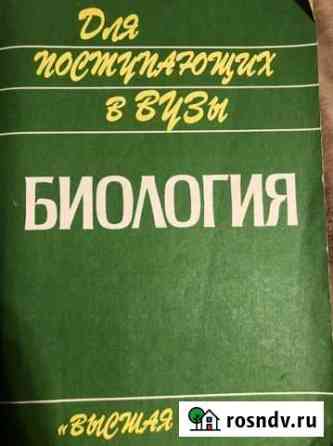 Для
поступающих
в ВУЗы
БИОЛОГИЯ
«ВЫСШАЯ
rosndv.ru